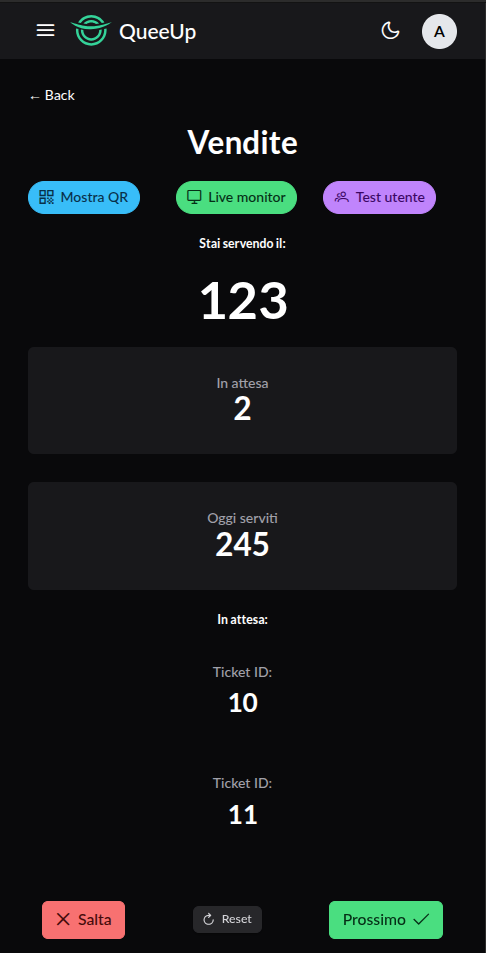 QueeUp
A
← Back
Vendite
Mostra QR
Live monitor
Test utente
Stai servendo il:
123
In attesa
2
Oggi serviti
245
In attesa:
Ticket ID:
10
Ticket ID:
11
Salta
Reset
Prossimo